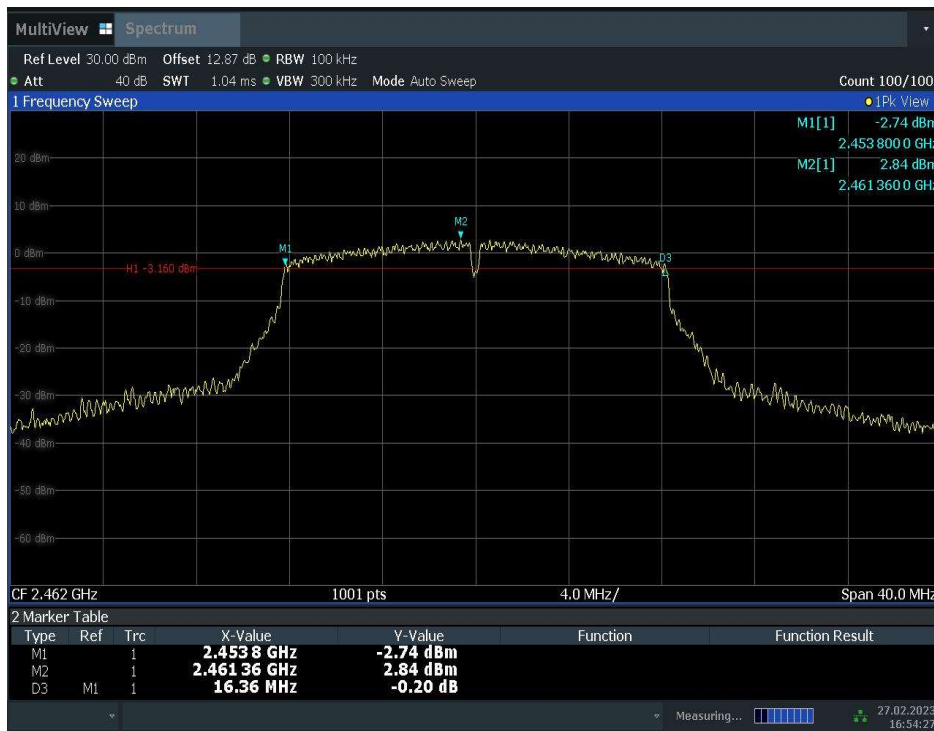 MultiView Spectrum
Ref Level 30.00 dBm Offset 12.87 dB RBW 100 kHz
Att 40 dB SWT 1.04 ms VBW 300 kHz Mode Auto Sweep Count 100/100
1 Frequency Sweep 1Pk View
M1[1] -2.74 dBm
2.453 800 0 GHz
20 dBm
M2[1] 2.84 dBm
2.461 360 0 GHz
10 dBm
M2
0 dBm
M1
D3
H1 -3.160 dBm
-10 dBm
-20 dBm
-30 dBm
-40 dBm
-50 dBm
-60 dBm
CF 2.462 GHz 1001 pts 4.0 MHz/ Span 40.0 MHz
2 Marker Table
Type Ref Trc X-Value Y-Value Function Function Result
M1 1 2.453 8 GHz -2.74 dBm
M2 1 2.461 36 GHz 2.84 dBm
D3 M1 1 16.36 MHz -0.20 dB
Measuring... 27.02.2023
16:54:27